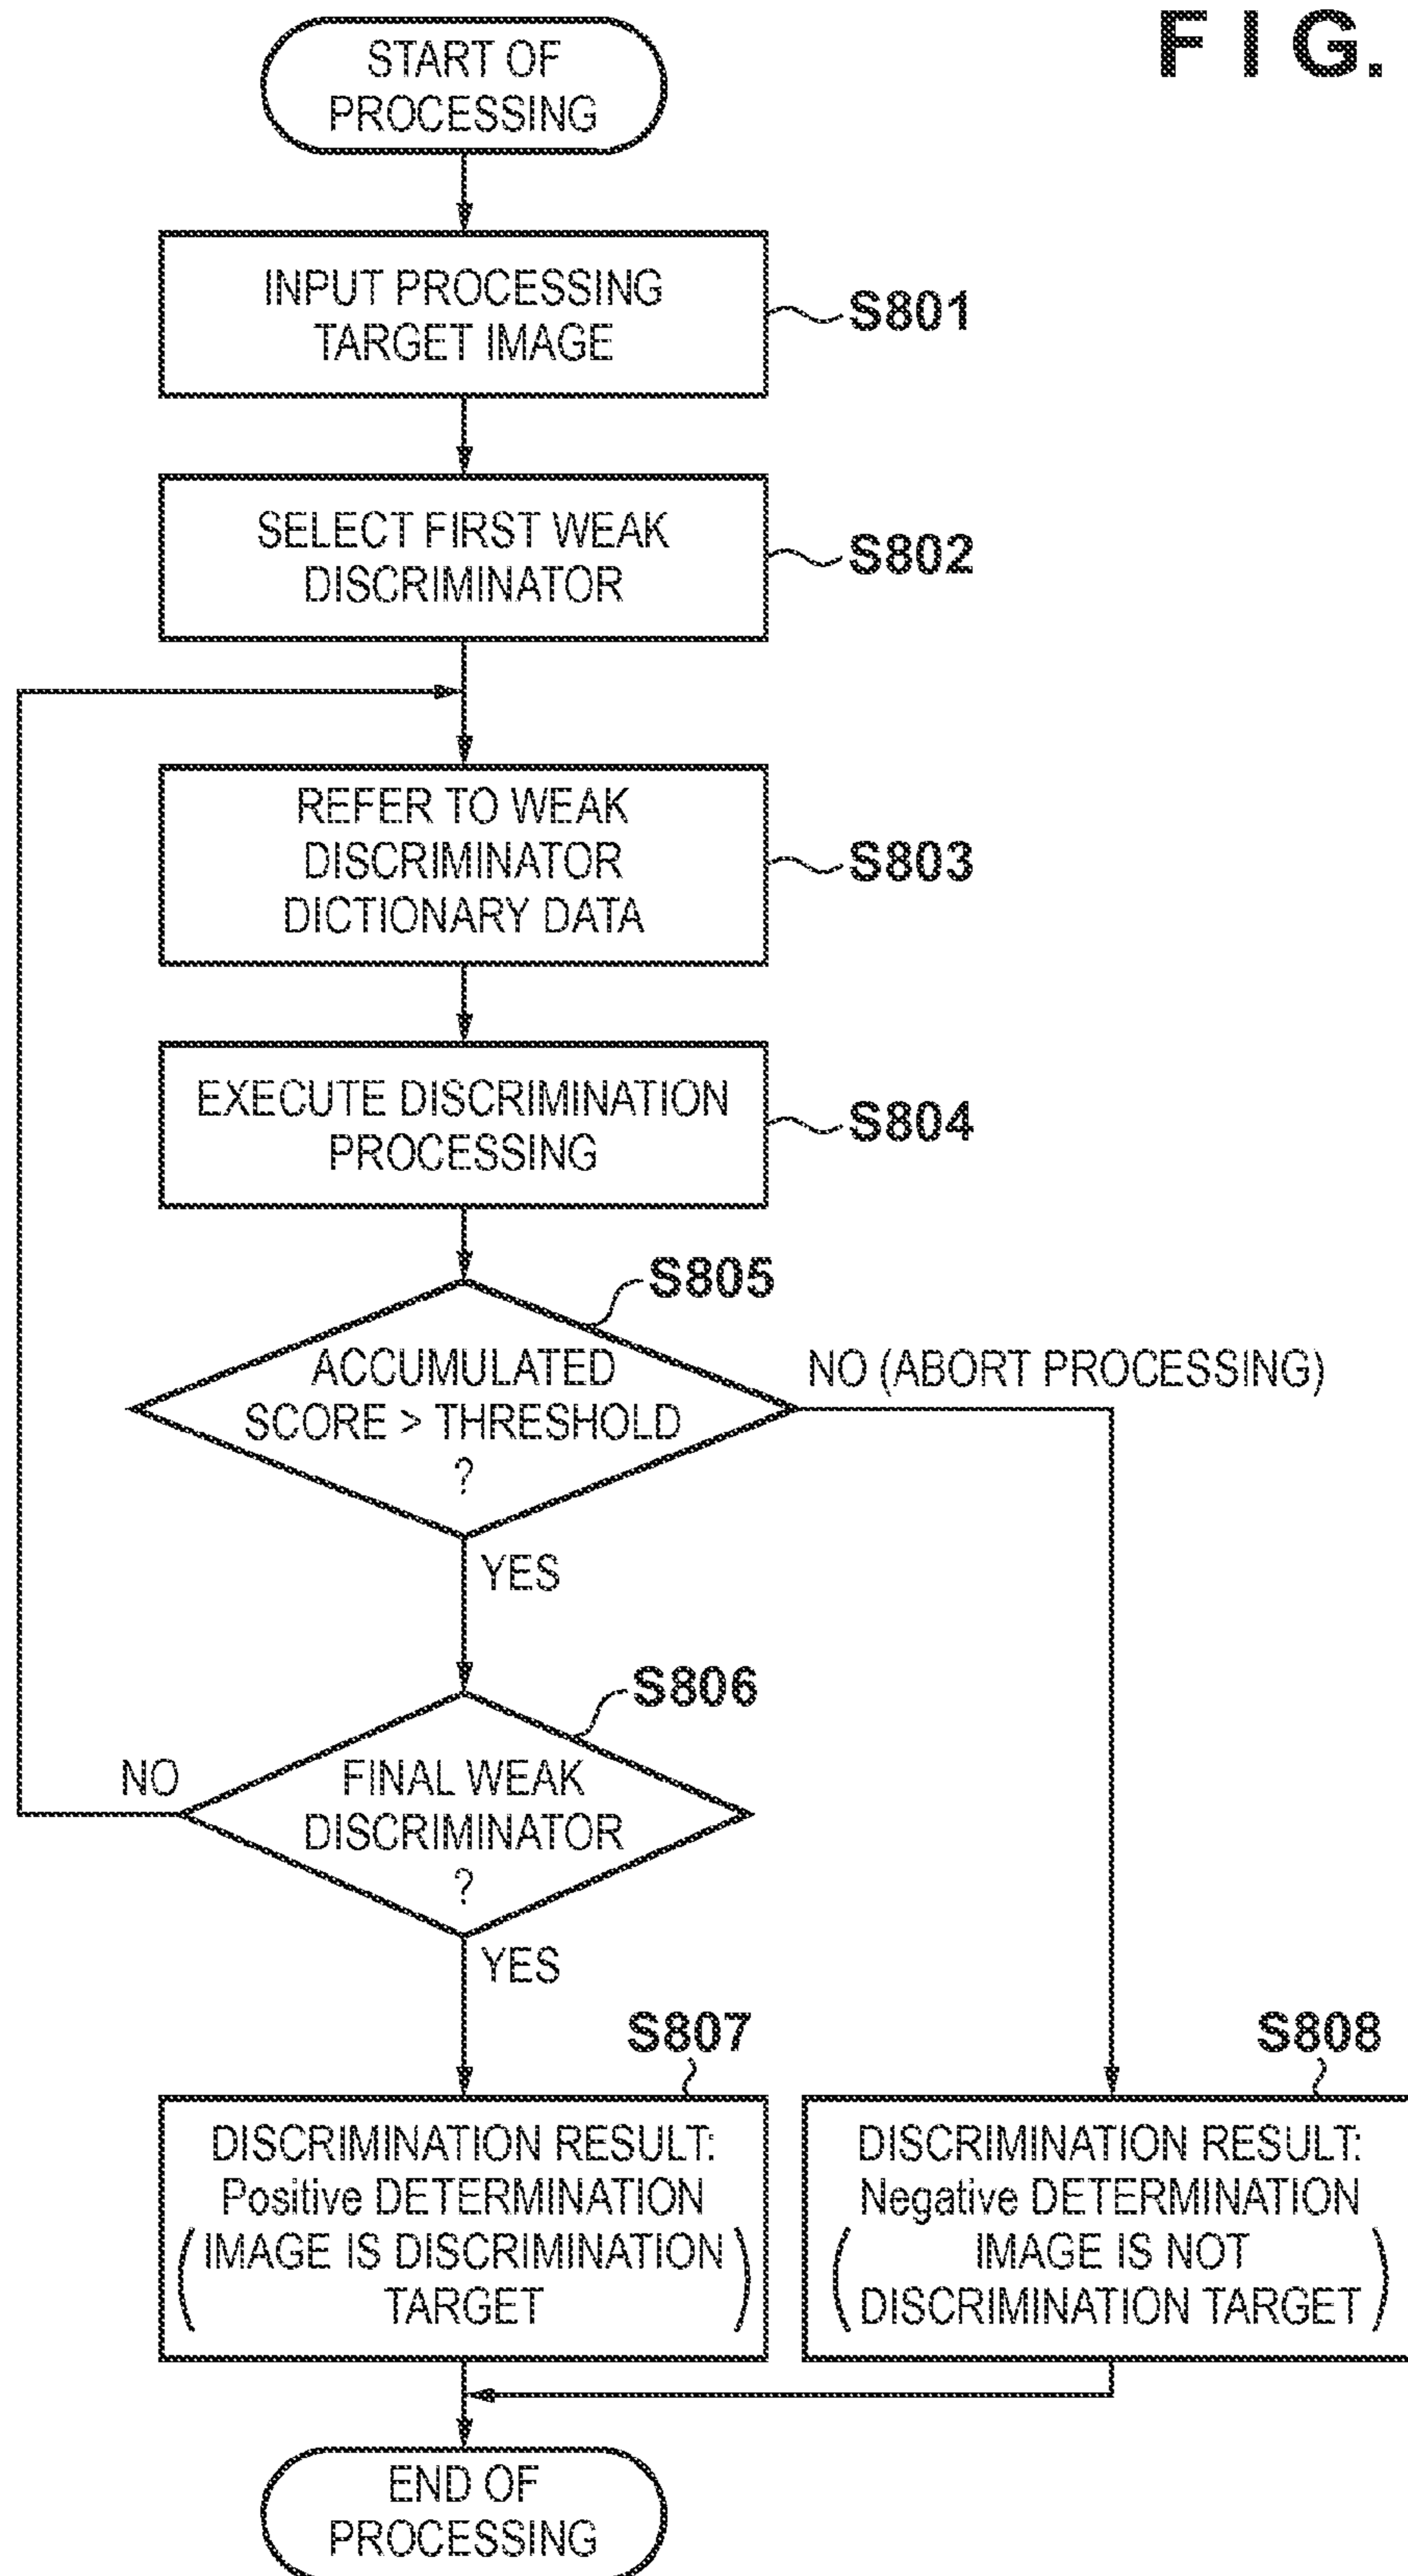 FIG.
START OF
PROCESSING
INPUT PROCESSING
TARGET IMAGE
S801
SELECT FIRST WEAK
DISCRIMINATOR
S802
REFER TO WEAK
DISCRIMINATOR
DICTIONARY DATA
S803
EXECUTE DISCRIMINATION
PROCESSING
S804
S805
ACCUMULATED
SCORE > THRESHOLD
?
NO (ABORT PROCESSING)
YES
S806
NO
FINAL WEAK
DISCRIMINATOR
?
YES
S807
DISCRIMINATION RESULT:
Positive DETERMINATION
(IMAGE IS DISCRIMINATION
TARGET)
S808
DISCRIMINATION RESULT:
Negative DETERMINATION
(IMAGE IS NOT
DISCRIMINATION TARGET)
END OF
PROCESSING